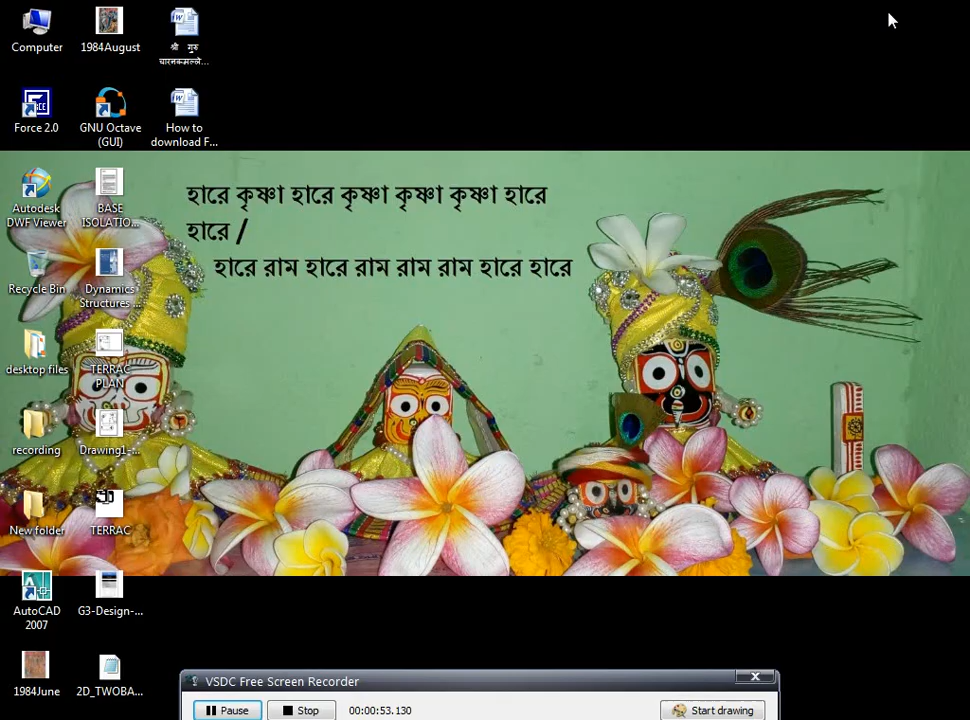 Computer
1984August
श्री गुरु
चारनकमलले...
Force 2.0
GNU Octave
(GUI)
How to
download F...
Autodesk
DWF Viewer
BASE
ISOLATIO...
Recycle Bin
Dynamics
Structures ...
desktop files
TERRAC
PLAN
recording
Drawing1-...
New folder
TERRAC
AutoCAD
2007
G3-Design-...
1984June
2D_TWOBA...
হারে কৃষ্ণা হারে কৃষ্ণা কৃষ্ণা কৃষ্ণা হারে
হারে /
হারে রাম হারে রাম রাম রাম হারে হারে
VSDC Free Screen Recorder
Pause
Stop
00:00:53.130
Start drawing